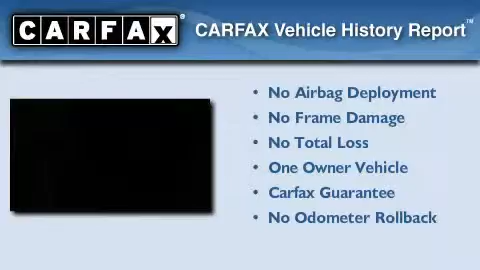 CARFAX® CARFAX Vehicle History Report™
• No Airbag Deployment
• No Frame Damage
• No Total Loss
• One Owner Vehicle
• Carfax Guarantee
• No Odometer Rollback